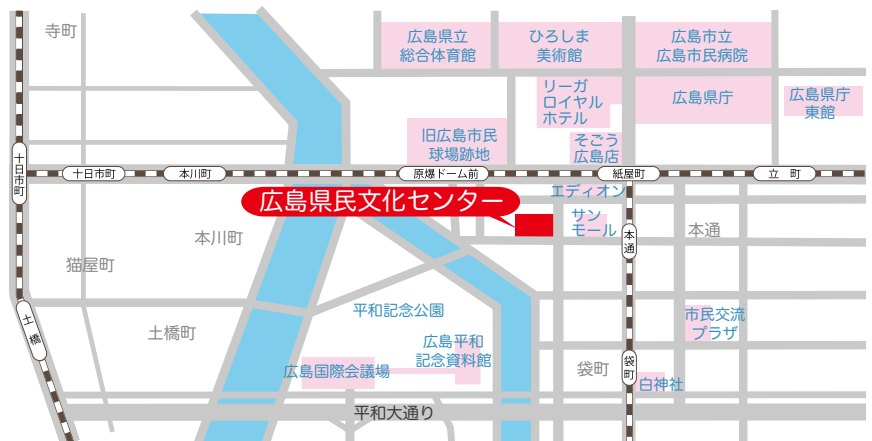 寺町
広島県立
総合体育館
ひろしま
美術館
広島市立
広島市民病院
リーガ
ロイヤル
ホテル
広島県庁
広島県庁
東館
旧広島市民
球場跡地
そごう
広島店
十日市町
十日市町
本川町
原爆ドーム前
紙屋町
立 町
エディオン
広島県民文化センター
サン
モール
本通
本通
本川町
猫屋町
土橋
土橋町
平和記念公園
市民交流
プラザ
広島平和
記念資料館
広島国際会議場
袋町
袋町
白神社
平和大通り